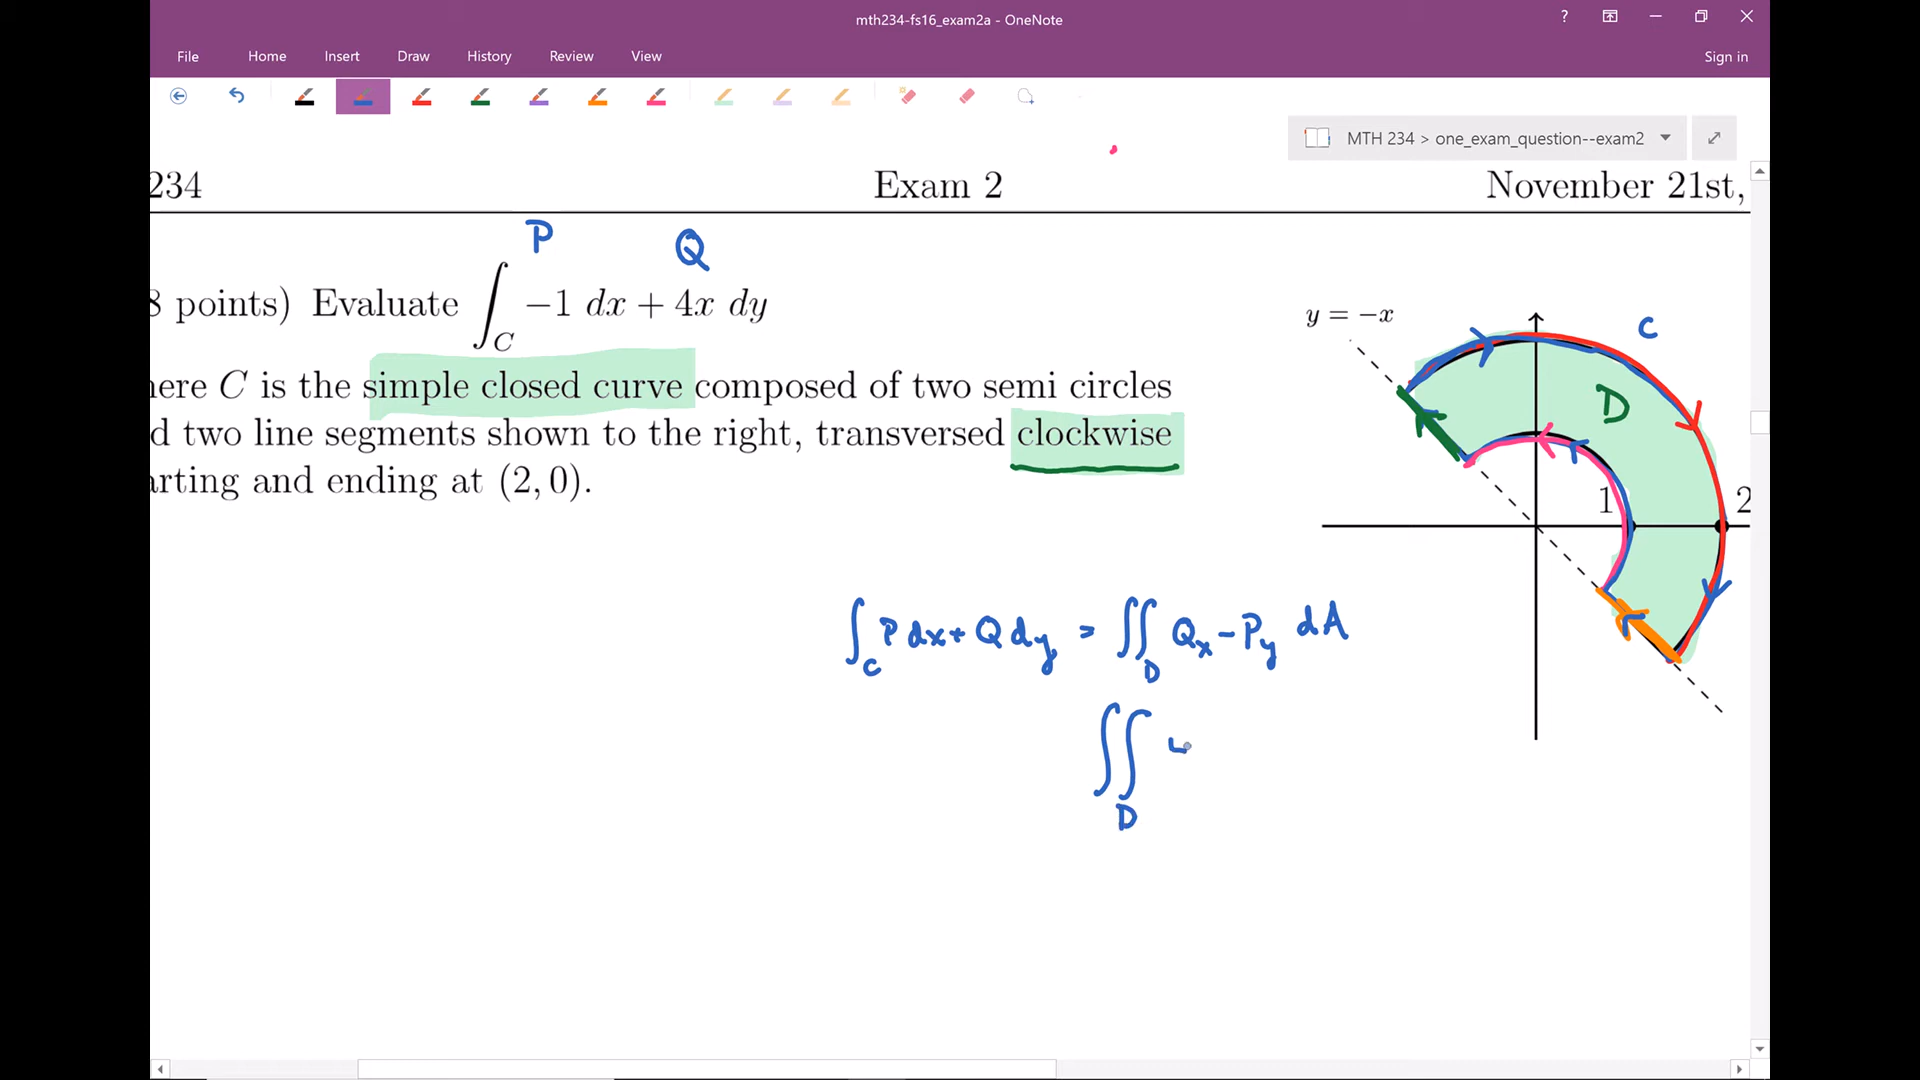 mth234-fs16_exam2a - OneNote
?
File Home Insert Draw History Review View
Sign in
MTH 234 > one_exam_question--exam2
234 Exam 2 November 21st,
P Q
8 points) Evaluate ∫_C −1 dx + 4x dy
here C is the simple closed curve composed of two semi circles
d two line segments shown to the right, transversed clockwise
arting and ending at (2, 0).
y = −x
C
D
1 2
∫_C P dx + Q dy = ∬_D Q_x − P_y dA
∬_D 4